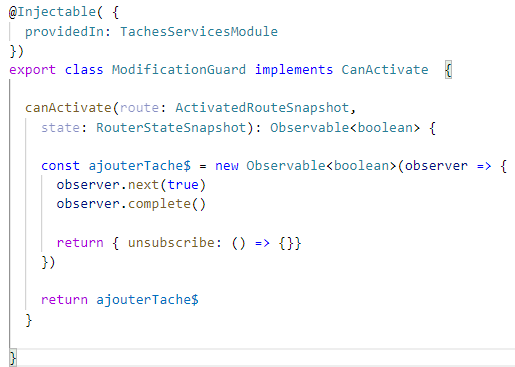 @Injectable( {
  providedIn: TachesServicesModule
})
export class ModificationGuard implements CanActivate  {
  canActivate(route: ActivatedRouteSnapshot,
    state: RouterStateSnapshot): Observable<boolean> {
    const ajouterTache$ = new Observable<boolean>(observer => {
      observer.next(true)
      observer.complete()
      return { unsubscribe: () => {}}
    })
    return ajouterTache$
  }
}